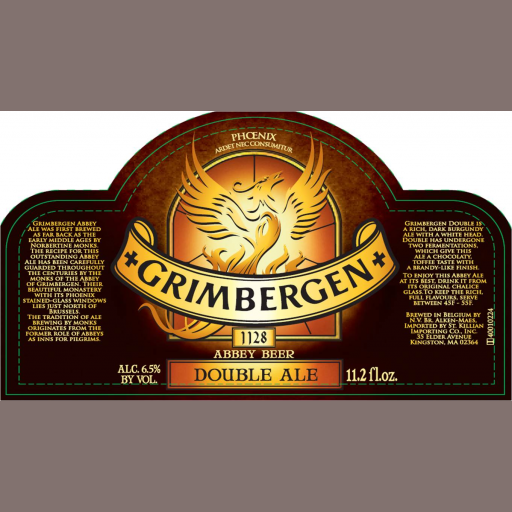 PHŒNIX
ARDET NEC CONSUMITUR
GRIMBERGEN ABBEY
ALE WAS FIRST BREWED
AS FAR BACK AS THE
EARLY MIDDLE AGES BY
NORBERTINE MONKS.
THE RECIPE FOR THIS
OUTSTANDING ABBEY
ALE HAS BEEN CAREFULLY
GUARDED THROUGHOUT
THE CENTURIES BY THE
MONKS OF THE ABBEY
OF GRIMBERGEN. THEIR
BEAUTIFUL MONASTERY
WITH ITS PHOENIX
STAINED-GLASS WINDOWS
LIES JUST NORTH OF
BRUSSELS.
THE TRADITION OF ALE
BREWING BY MONKS
ORIGINATES FROM THE
FORMER ROLE OF ABBEYS
AS INNS FOR PILGRIMS.
GRIMBERGEN
1128
ABBEY BEER
DOUBLE ALE
ALC. 6.5%
BY VOL.
11.2 fl.oz.
GRIMBERGEN DOUBLE IS
A RICH, DARK BURGUNDY
ALE WITH A WHITE HEAD.
DOUBLE HAS UNDERGONE
TWO FERMENTATIONS,
WHICH GIVE THIS
ALE A CHOCOLATY,
TOFFEE TASTE WITH
A BRANDY-LIKE FINISH.
TO ENJOY THIS ABBEY ALE
AT ITS BEST, DRINK IT FROM
ITS ORIGINAL CHALICE
GLASS.TO KEEP THE RICH,
FULL FLAVOURS, SERVE
BETWEEN 45F - 55F.
BREWED IN BELGIUM BY
N.V. BR. ALKEN-MAES.
IMPORTED BY ST. KILLIAN
IMPORTING CO., INC.
35 ELDER AVENUE
KINGSTON, MA 02364
40010224